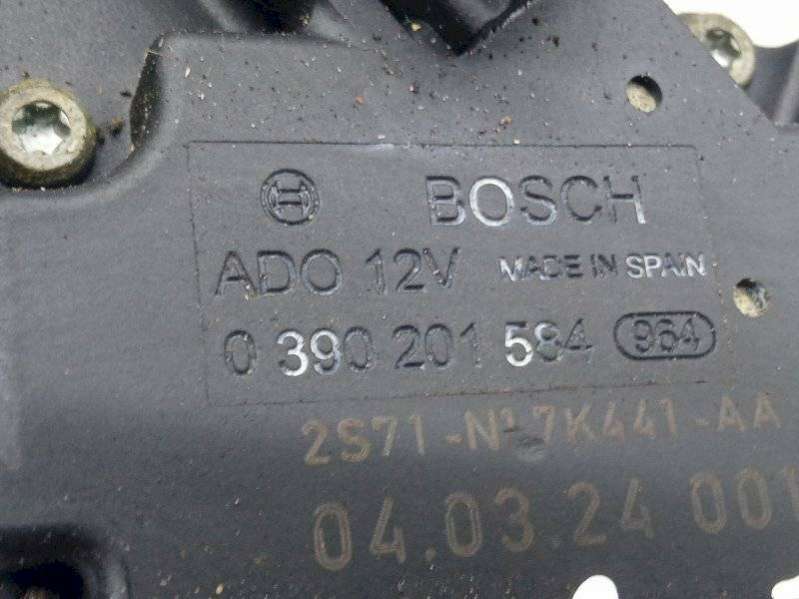 BOSCH
ADO 12V MADE IN SPAIN
0 390 201 584 964
2S71-N17K441-AA
04.03.24 001